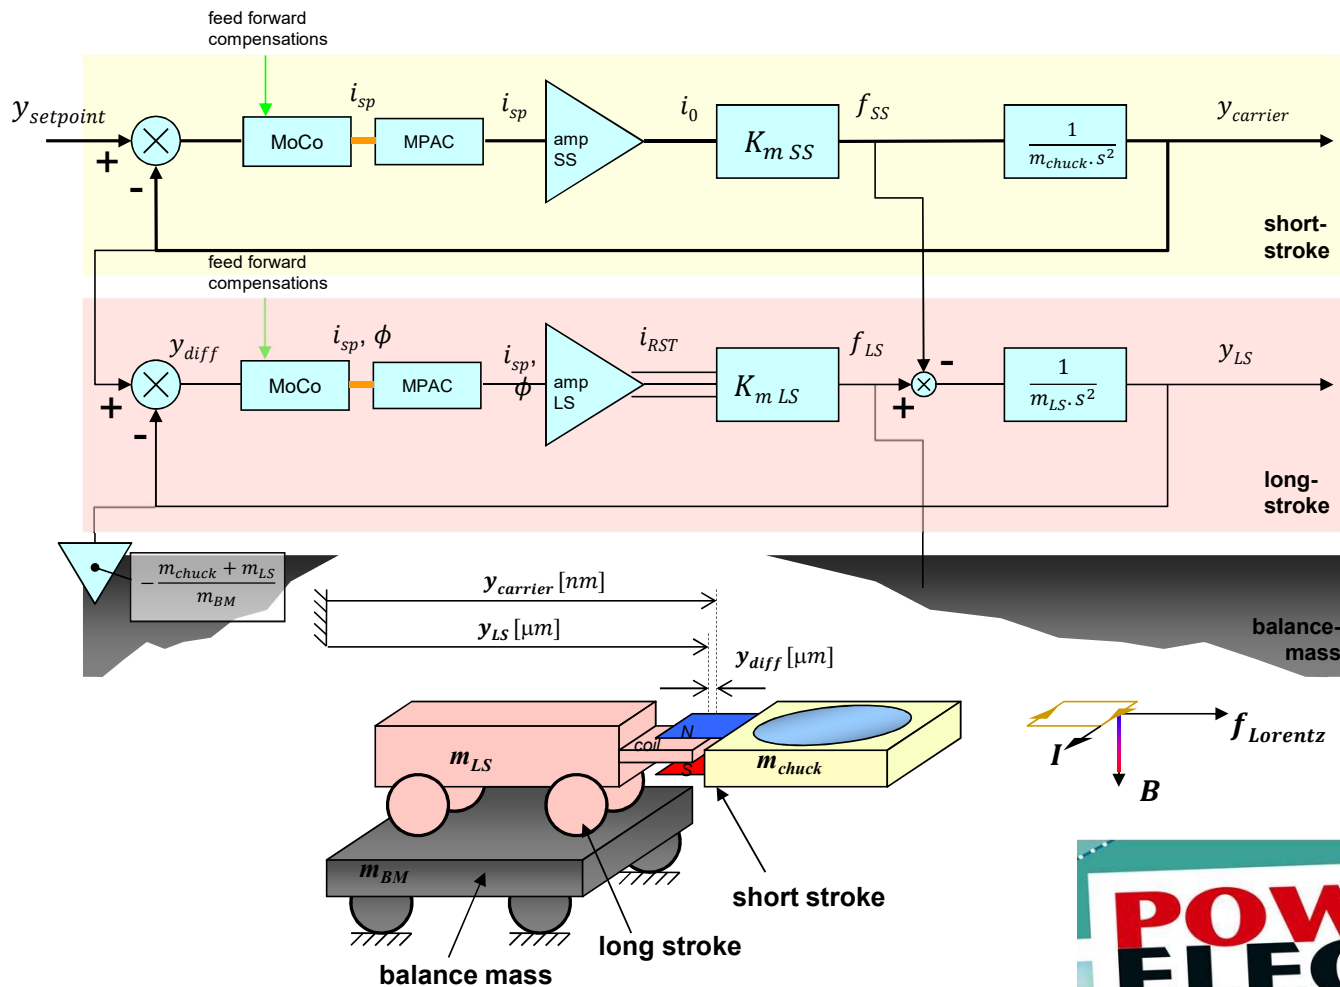 feed forward
compensations
y_setpoint
+
-
MoCo
i_sp
MPAC
i_sp
amp
SS
i_0
K_m SS
f_SS
1
m_chuck.s²
y_carrier
short-
stroke
feed forward
compensations
y_diff
+
-
MoCo
i_sp, ϕ
MPAC
i_sp,
ϕ
amp
LS
i_RST
K_m LS
f_LS
+
-
1
m_LS.s²
y_LS
long-
stroke
- m_chuck + m_LS
m_BM
y_carrier [nm]
y_LS [μm]
y_diff [μm]
balance-
mass
N
coil
S
m_LS
m_chuck
m_BM
f_Lorentz
I
B
short stroke
long stroke
balance mass
POW
ELEC